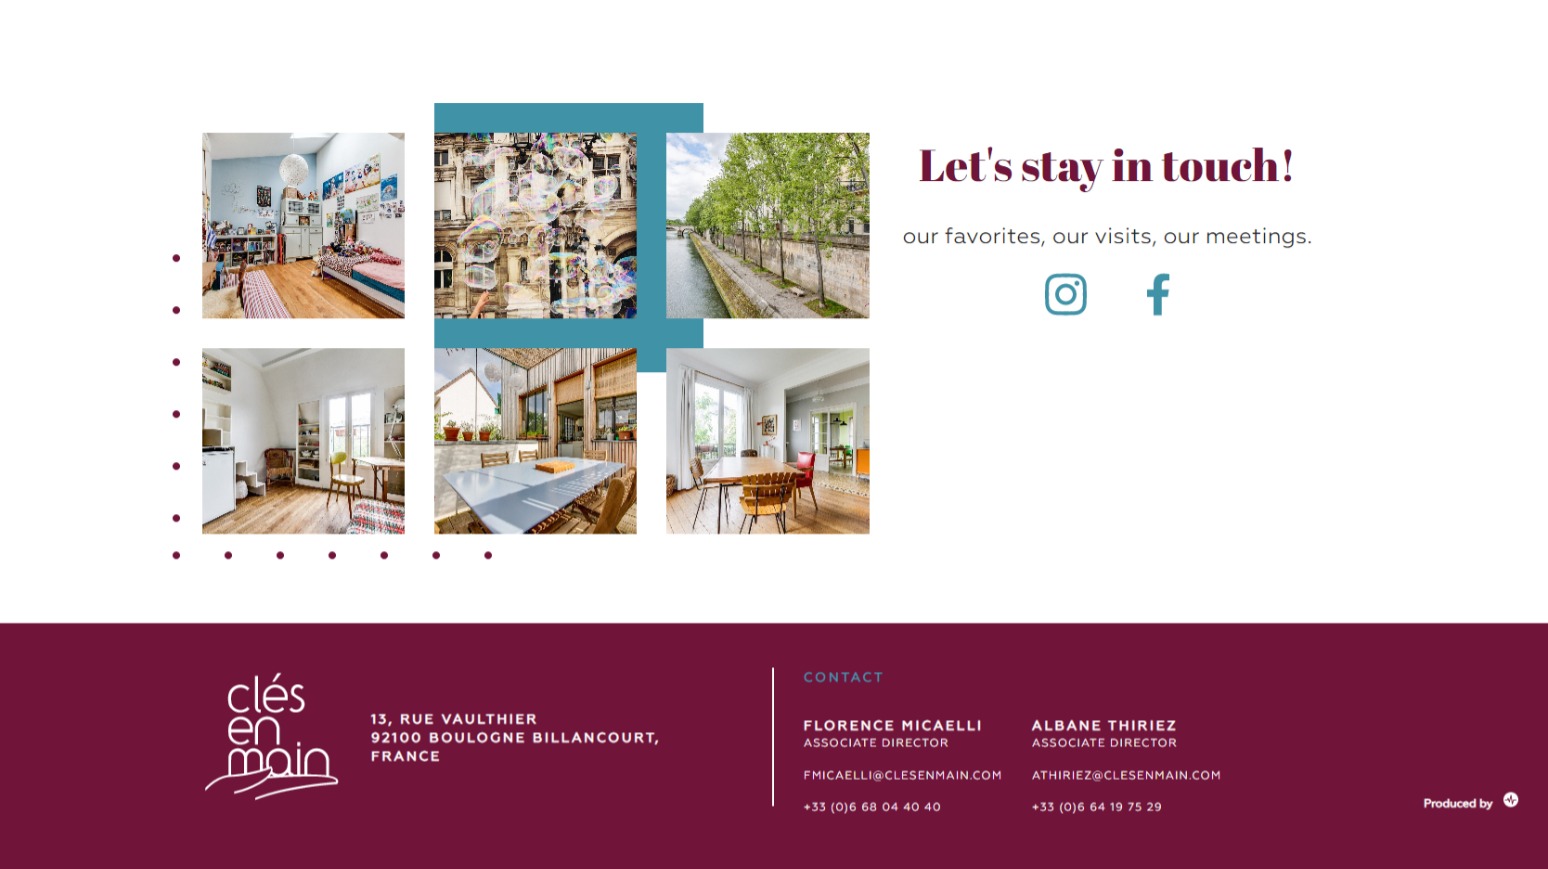 Let's stay in touch!
our favorites, our visits, our meetings.
clés
en
main
13, RUE VAULTHIER
92100 BOULOGNE BILLANCOURT,
FRANCE
CONTACT
FLORENCE MICAELLI
ASSOCIATE DIRECTOR
FMICAELLI@CLESENMAIN.COM
+33 (0)6 68 04 40 40
ALBANE THIRIEZ
ASSOCIATE DIRECTOR
ATHIRIEZ@CLESENMAIN.COM
+33 (0)6 64 19 75 29
Produced by